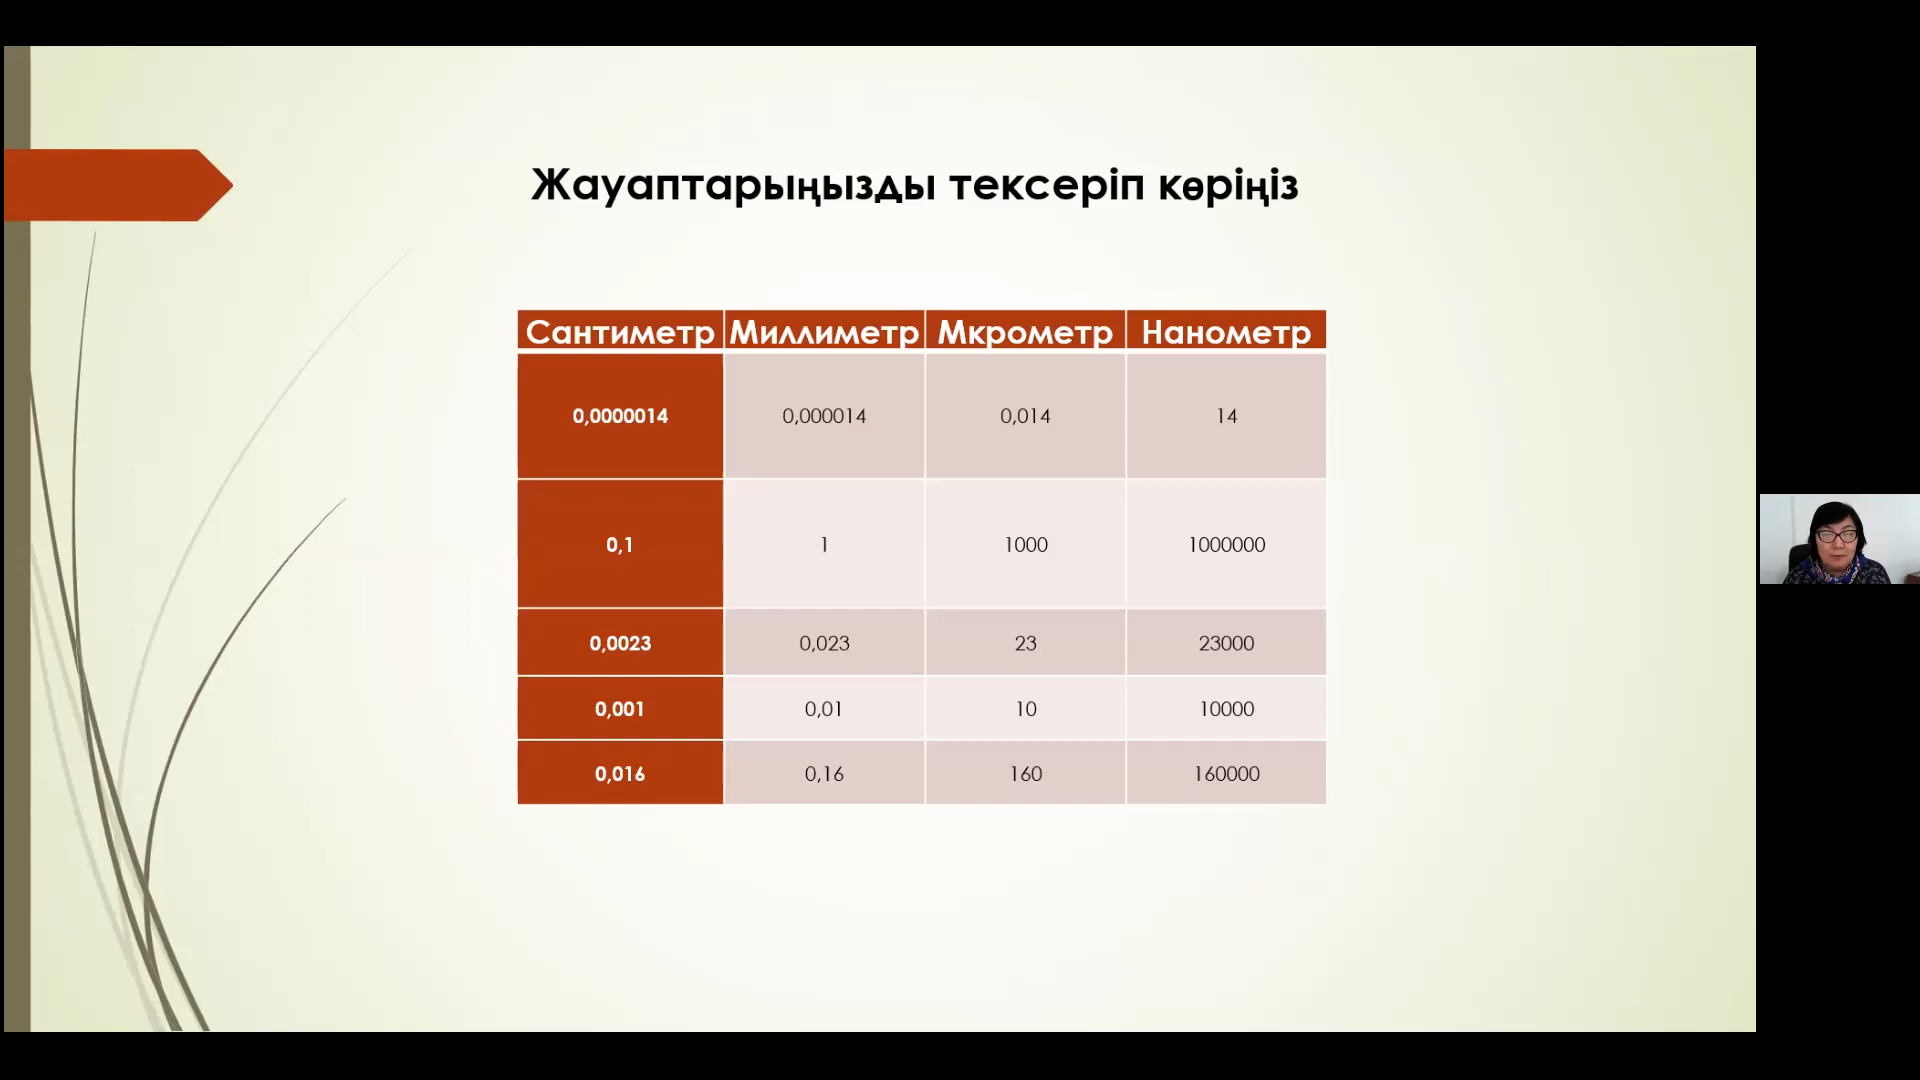 Жауаптарыңызды тексеріп көріңіз
Сантиметр Миллиметр Мкрометр Нанометр
0,0000014 0,000014 0,014 14
0,1 1 1000 1000000
0,0023 0,023 23 23000
0,001 0,01 10 10000
0,016 0,16 160 160000